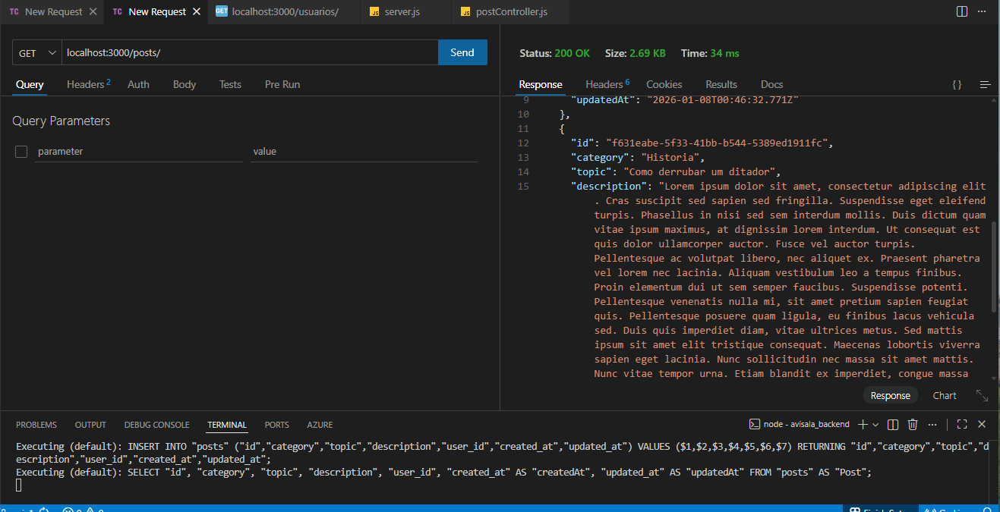 TC New Request
TC New Request
GET localhost:3000/usuarios/
JS server.js
JS postController.js
GET
localhost:3000/posts/
Send
Query
Headers 2
Auth
Body
Tests
Pre Run
Query Parameters
parameter
value
Status: 200 OK
Size: 2.69 KB
Time: 34 ms
Response
Headers 6
Cookies
Results
Docs
{}
9 "updatedAt": "2026-01-08T00:46:32.771Z"
10 },
11 {
12 "id": "f631eabe-5f33-41bb-b544-5389ed1911fc",
13 "category": "Historia",
14 "topic": "Como derrubar um ditador",
15 "description": "Lorem ipsum dolor sit amet, consectetur adipiscing elit
. Cras suscipit sed sapien sed fringilla. Suspendisse eget eleifend
turpis. Phasellus in nisi sed sem interdum mollis. Duis dictum quam
vitae ipsum maximus, at dignissim lorem interdum. Ut consequat est
quis dolor ullamcorper auctor. Fusce vel auctor turpis.
Pellentesque ac volutpat libero, nec aliquet ex. Praesent pharetra
vel lorem nec lacinia. Aliquam vestibulum leo a tempus finibus.
Proin elementum dui ut sem semper faucibus. Suspendisse potenti.
Pellentesque venenatis nulla mi, sit amet pretium sapien feugiat
quis. Pellentesque posuere quam ligula, eu finibus lacus vehicula
sed. Duis quis imperdiet diam, vitae ultrices metus. Sed mattis
ipsum sit amet elit tristique consequat. Maecenas lobortis viverra
sapien eget lacinia. Nunc sollicitudin nec massa sit amet mattis.
Nunc vitae tempor urna. Etiam blandit ex imperdiet, congue massa
Response
Chart
PROBLEMS
OUTPUT
DEBUG CONSOLE
TERMINAL
PORTS
AZURE
node - avisala_backend
Executing (default): INSERT INTO "posts" ("id","category","topic","description","user_id","created_at","updated_at") VALUES ($1,$2,$3,$4,$5,$6,$7) RETURNING "id","category","topic","d
escription","user_id","created_at","updated_at";
Executing (default): SELECT "id", "category", "topic", "description", "user_id", "created_at" AS "createdAt", "updated_at" AS "updatedAt" FROM "posts" AS "Post";